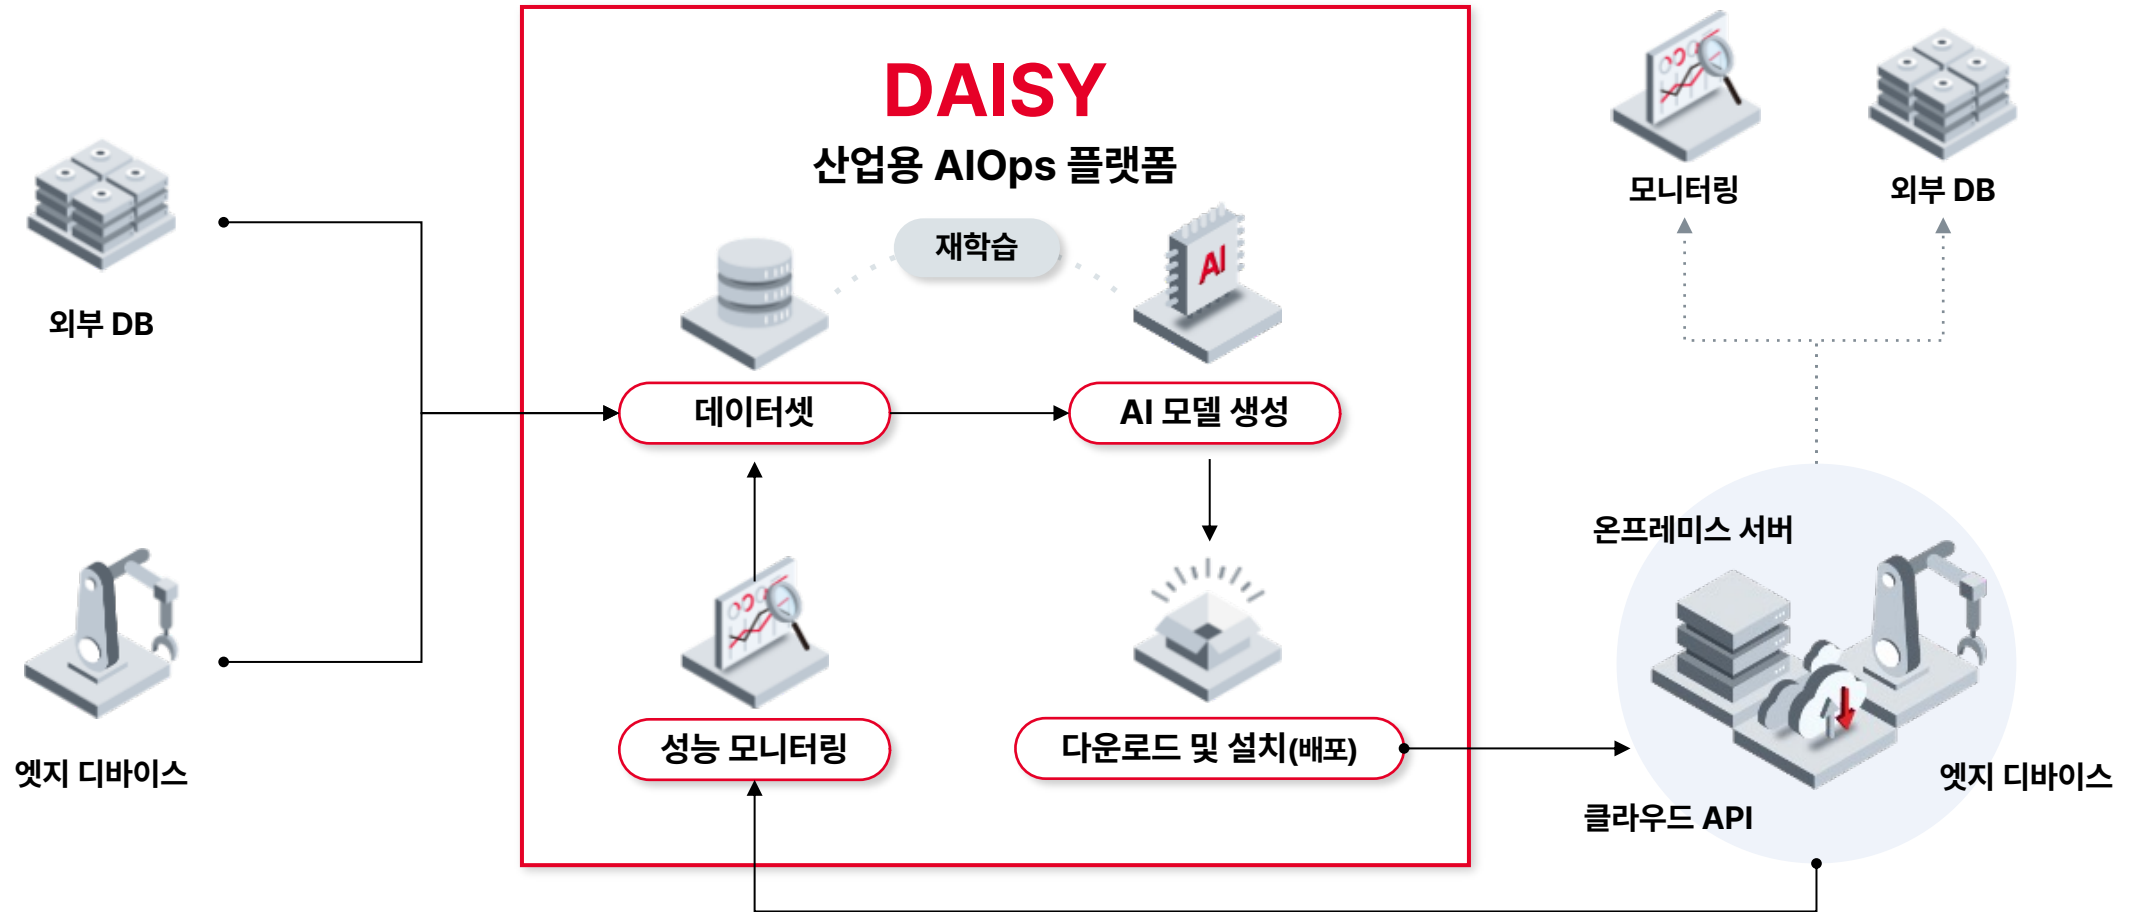 DAISY
산업용 AIOps 플랫폼
재학습
AI
데이터셋
AI 모델 생성
성능 모니터링
다운로드 및 설치(배포)
외부 DB
엣지 디바이스
모니터링
외부 DB
온프레미스 서버
엣지 디바이스
클라우드 API